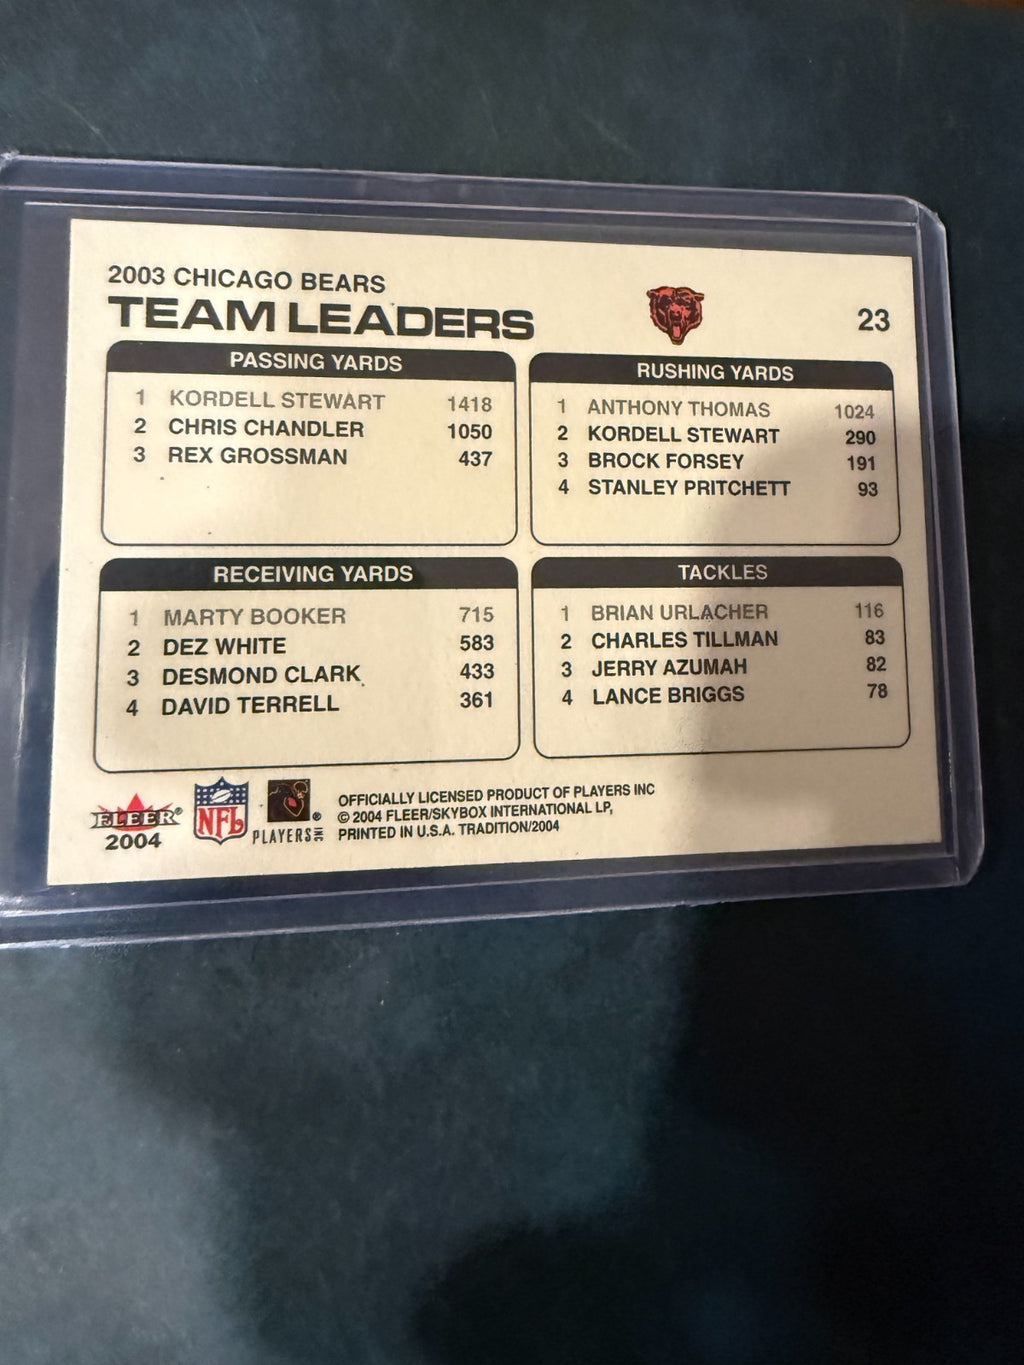 2003 CHICAGO BEARS
TEAM LEADERS
23
PASSING YARDS
1 KORDELL STEWART 1418
2 CHRIS CHANDLER 1050
3 REX GROSSMAN 437
RUSHING YARDS
1 ANTHONY THOMAS 1024
2 KORDELL STEWART 290
3 BROCK FORSEY 191
4 STANLEY PRITCHETT 93
RECEIVING YARDS
1 MARTY BOOKER 715
2 DEZ WHITE 583
3 DESMOND CLARK 433
4 DAVID TERRELL 361
TACKLES
1 BRIAN URLACHER 116
2 CHARLES TILLMAN 83
3 JERRY AZUMAH 82
4 LANCE BRIGGS 78
FLEER®
2004
NFL
PLAYERS INC ®
OFFICIALLY LICENSED PRODUCT OF PLAYERS INC
© 2004 FLEER/SKYBOX INTERNATIONAL LP,
PRINTED IN U.S.A. TRADITION/2004